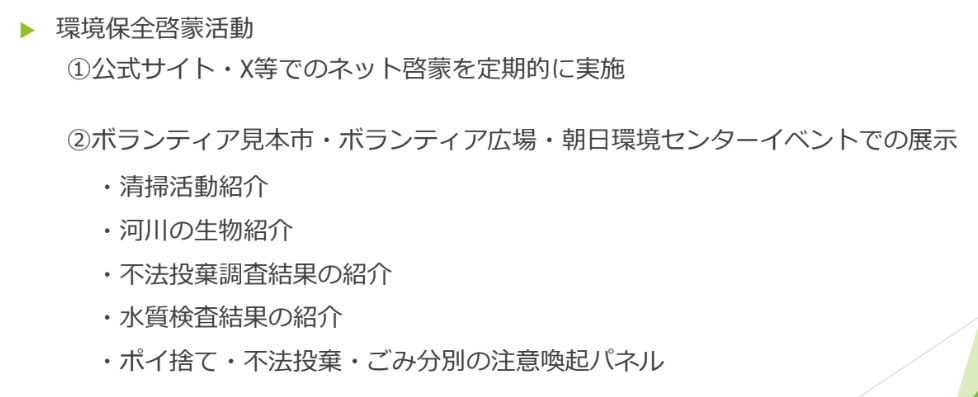 環境保全啓蒙活動
①公式サイト・X等でのネット啓蒙を定期的に実施
②ボランティア見本市・ボランティア広場・朝日環境センターイベントでの展示
・清掃活動紹介
・河川の生物紹介
・不法投棄調査結果の紹介
・水質検査結果の紹介
・ポイ捨て・不法投棄・ごみ分別の注意喚起パネル